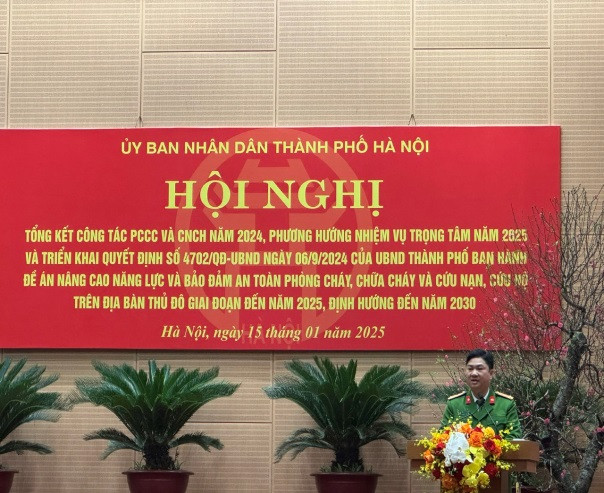 ỦY BAN NHÂN DÂN THÀNH PHỐ HÀ NỘI
HỘI NGHỊ
TỔNG KẾT CÔNG TÁC PCCC VÀ CNCH NĂM 2024, PHƯƠNG HƯỚNG NHIỆM VỤ TRỌNG TÂM NĂM 2025
VÀ TRIỂN KHAI QUYẾT ĐỊNH SỐ 4702/QĐ-UBND NGÀY 06/9/2024 CỦA UBND THÀNH PHỐ BAN HÀNH
ĐỀ ÁN NÂNG CAO NĂNG LỰC VÀ BẢO ĐẢM AN TOÀN PHÒNG CHÁY, CHỮA CHÁY VÀ CỨU NẠN, CỨU HỘ
TRÊN ĐỊA BÀN THỦ ĐÔ GIAI ĐOẠN ĐẾN NĂM 2025, ĐỊNH HƯỚNG ĐẾN NĂM 2030
Hà Nội, ngày 15 tháng 01 năm 2025
HÀ NỘI